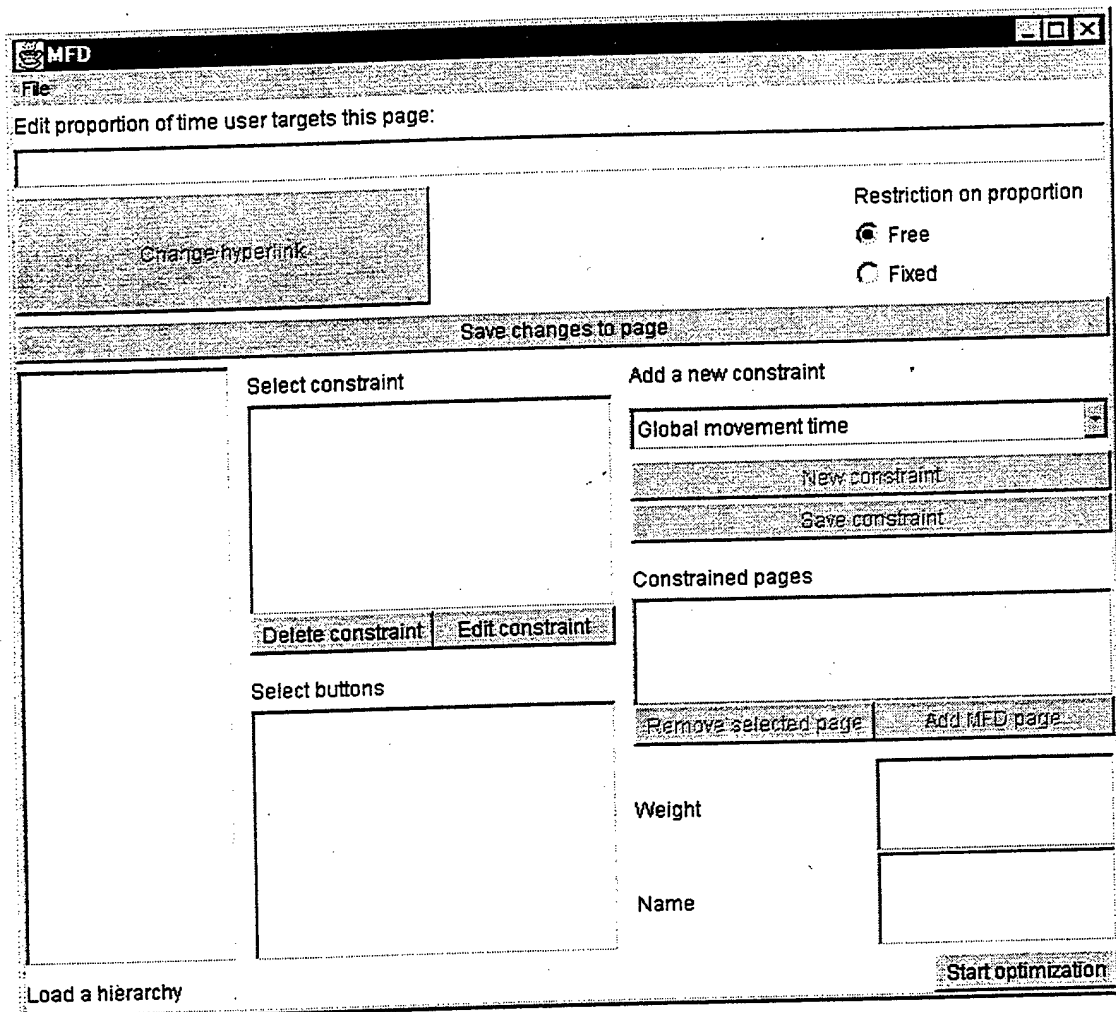 MFD
File
Edit proportion of time user targets this page:
Restriction on proportion
Change hyperlink
Free
Fixed
Save changes to page
Select constraint
Add a new constraint
Global movement time
New constraint
Save constraint
Constrained pages
Delete constraint
Edit constraint
Select buttons
Remove selected page
Add MFD page
Weight
Name
Start optimization
Load a hierarchy